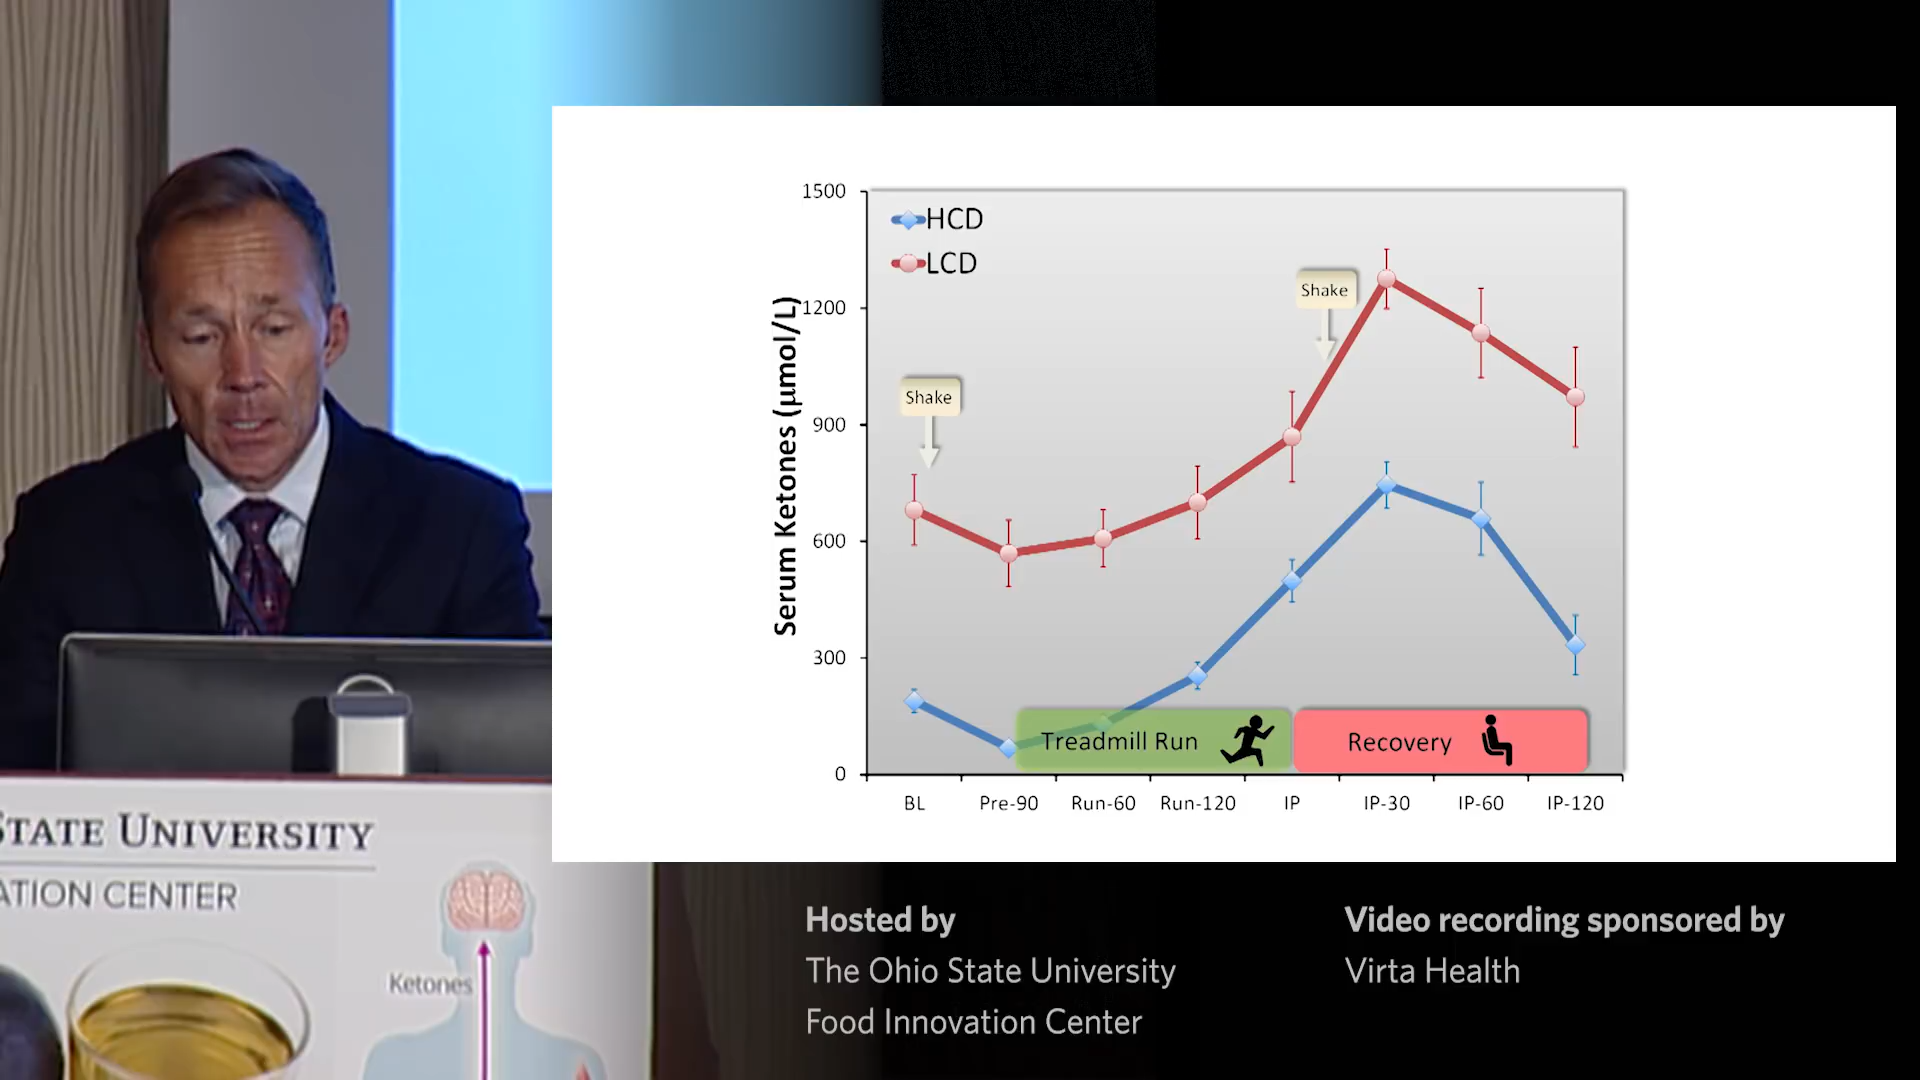 1500
1200
900
600
300
0
Serum Ketones (µmol/L)
HCD
LCD
Shake
Shake
Treadmill Run
Recovery
BL Pre-90 Run-60 Run-120 IP IP-30 IP-60 IP-120
STATE UNIVERSITY
ATION CENTER
Ketones
Hosted by
The Ohio State University
Food Innovation Center
Video recording sponsored by
Virta Health